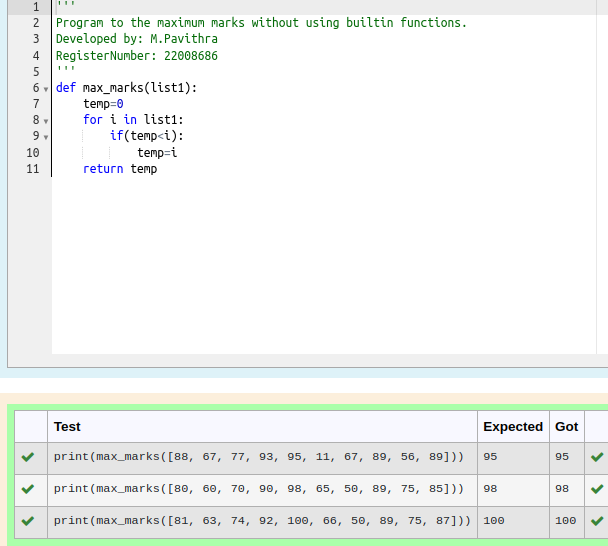 1 '''
2 Program to the maximum marks without using builtin functions.
3 Developed by: M.Pavithra
4 RegisterNumber: 22008686
5 '''
6 def max_marks(list1):
7     temp=0
8     for i in list1:
9         if(temp<i):
10             temp=i
11     return temp
Test Expected Got
print(max_marks([88, 67, 77, 93, 95, 11, 67, 89, 56, 89])) 95 95
print(max_marks([80, 60, 70, 90, 98, 65, 50, 89, 75, 85])) 98 98
print(max_marks([81, 63, 74, 92, 100, 66, 50, 89, 75, 87])) 100 100